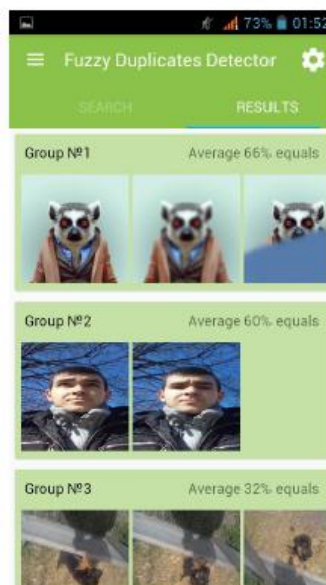 73% 01:52
Fuzzy Duplicates Detector
SEARCH RESULTS
Group №1 Average 66% equals
Group №2 Average 60% equals
Group №3 Average 32% equals